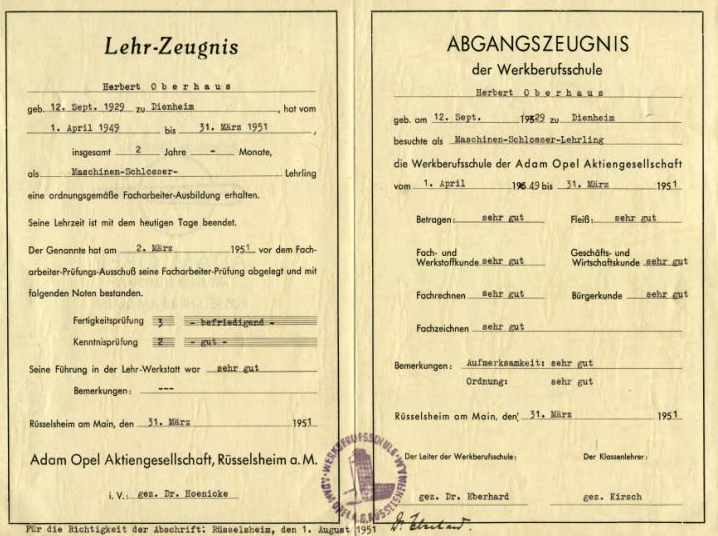 Lehr-Zeugnis
Herbert Oberhaus
geb. 12. Sept. 1929 zu Dienheim, hat vom
1. April 1949 bis 31. März 1951,
insgesamt 2 Jahre - Monate,
als Maschinen-Schlosser- Lehrling
eine ordnungsgemäße Facharbeiter-Ausbildung erhalten.
Seine Lehrzeit ist mit dem heutigen Tage beendet.
Der Genannte hat am 2. März 1951 vor dem Fach-
arbeiter-Prüfungs-Ausschuß seine Facharbeiter-Prüfung abgelegt und mit
folgenden Noten bestanden.
Fertigkeitsprüfung 3 - befriedigend -
Kenntnisprüfung 2 - gut -
Seine Führung in der Lehr-Werkstatt war sehr gut
Bemerkungen: ---
Rüsselsheim am Main, den 31. März 1951
Adam Opel Aktiengesellschaft, Rüsselsheim a. M.
i. V.: gez. Dr. Hoenicke
ABGANGSZEUGNIS
der Werkberufsschule
Herbert Oberhaus
geb. am 12. Sept. 1929 zu Dienheim
besuchte als Maschinen-Schlosser-Lehrling
die Werkberufsschule der Adam Opel Aktiengesellschaft
vom 1. April 1949 bis 31. März 1951
Betragen: sehr gut Fleiß: sehr gut
Fach- und Geschäfts- und
Werkstoffkunde sehr gut Wirtschaftskunde sehr gut
Fachrechnen sehr gut Bürgerkunde sehr gut
Fachzeichnen sehr gut
Bemerkungen: Aufmerksamkeit: sehr gut
Ordnung: sehr gut
Rüsselsheim am Main, den 31. März 1951
Der Leiter der Werkberufsschule: Der Klassenlehrer:
gez. Dr. Eberhard gez. Kirsch
WERKBERUFSSCHULE ADAM OPEL A.G. RÜSSELSHEIM A/M
Für die Richtigkeit der Abschrift: Rüsselsheim, den 1. August 1951 Dr. Eberhard.